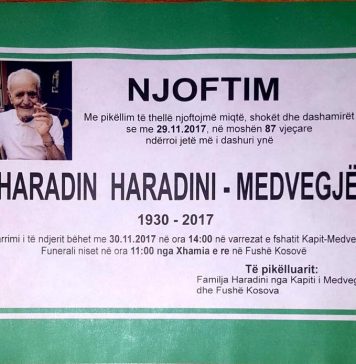 NJOFTIM
Me pikëllim të thellë njoftojmë miqtë, shokët dhe dashamirët
se me 29.11.2017, në moshën 87 vjeçare
ndërroi jetë më i dashuri ynë
HARADIN HARADINI - MEDVEGJË
1930 - 2017
arrimi i të ndjerit bëhet me 30.11.2017 në ora 14:00 në varrezat e fshatit Kapit-Medve
Funerali niset në ora 11:00 nga Xhamia e re në Fushë Kosovë
Të pikëlluarit:
Familja Haradini nga Kapiti i Medveg
dhe Fushë Kosova